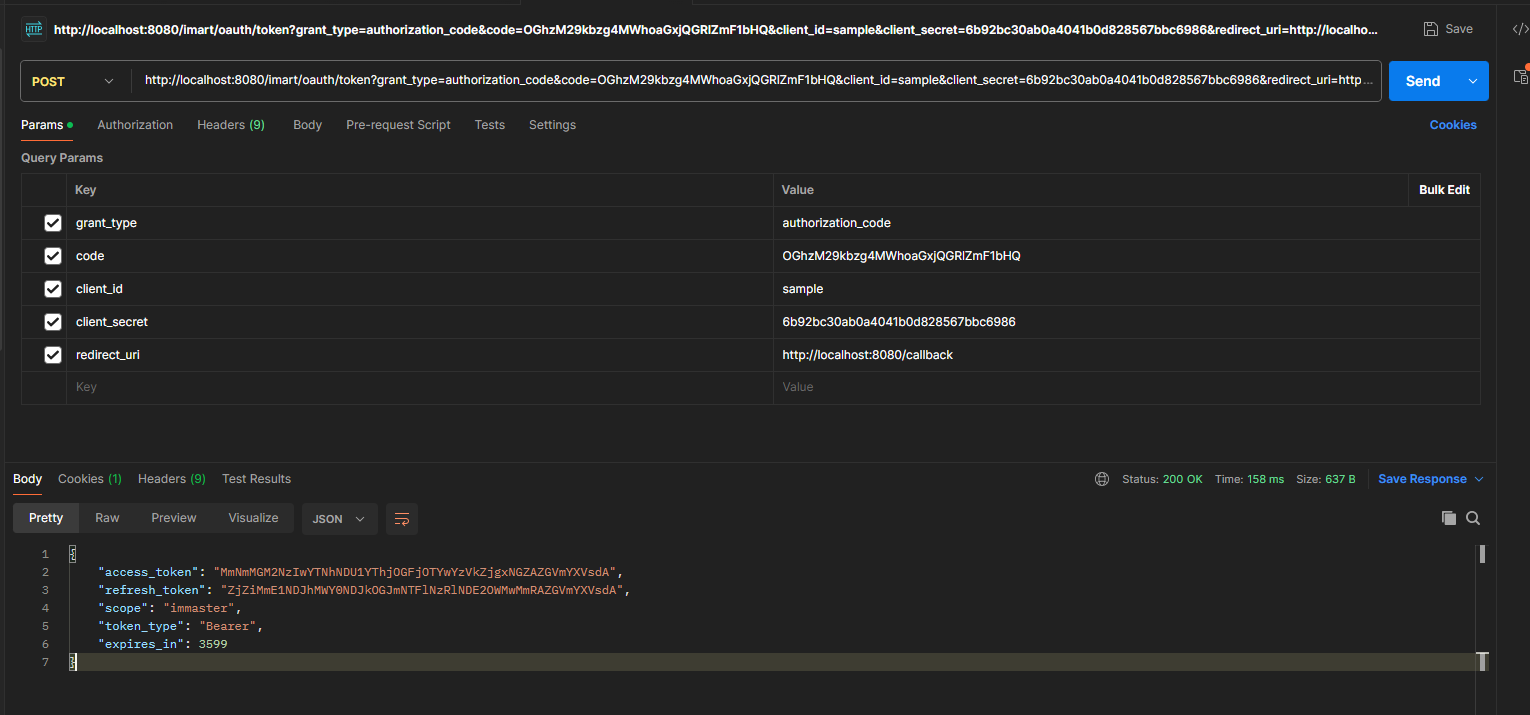 HTTP http://localhost:8080/imart/oauth/token?grant_type=authorization_code&code=OGhzM29kbzg4MWhoaGxjQGRlZmF1bHQ&client_id=sample&client_secret=6b92bc30ab0a4041b0d828567bbc6986&redirect_uri=http://localho... Save
POST http://localhost:8080/imart/oauth/token?grant_type=authorization_code&code=OGhzM29kbzg4MWhoaGxjQGRlZmF1bHQ&client_id=sample&client_secret=6b92bc30ab0a4041b0d828567bbc6986&redirect_uri=http... Send
Params Authorization Headers (9) Body Pre-request Script Tests Settings Cookies
Query Params
Key Value Bulk Edit
grant_type authorization_code
code OGhzM29kbzg4MWhoaGxjQGRlZmF1bHQ
client_id sample
client_secret 6b92bc30ab0a4041b0d828567bbc6986
redirect_uri http://localhost:8080/callback
Key Value
Body Cookies (1) Headers (9) Test Results Status: 200 OK Time: 158 ms Size: 637 B Save Response
Pretty Raw Preview Visualize JSON
1 {
2 "access_token": "MmNmMGM2NzIwYTNhNDU1YThjOGFjOTYwYzVkZjgxNGZAZGVmYXVsdA",
3 "refresh_token": "ZjZiMmE1NDJhMWY0NDJkOGJmNTFlNzRlNDE2OWMwMmRAZGVmYXVsdA",
4 "scope": "immaster",
5 "token_type": "Bearer",
6 "expires_in": 3599
7 }